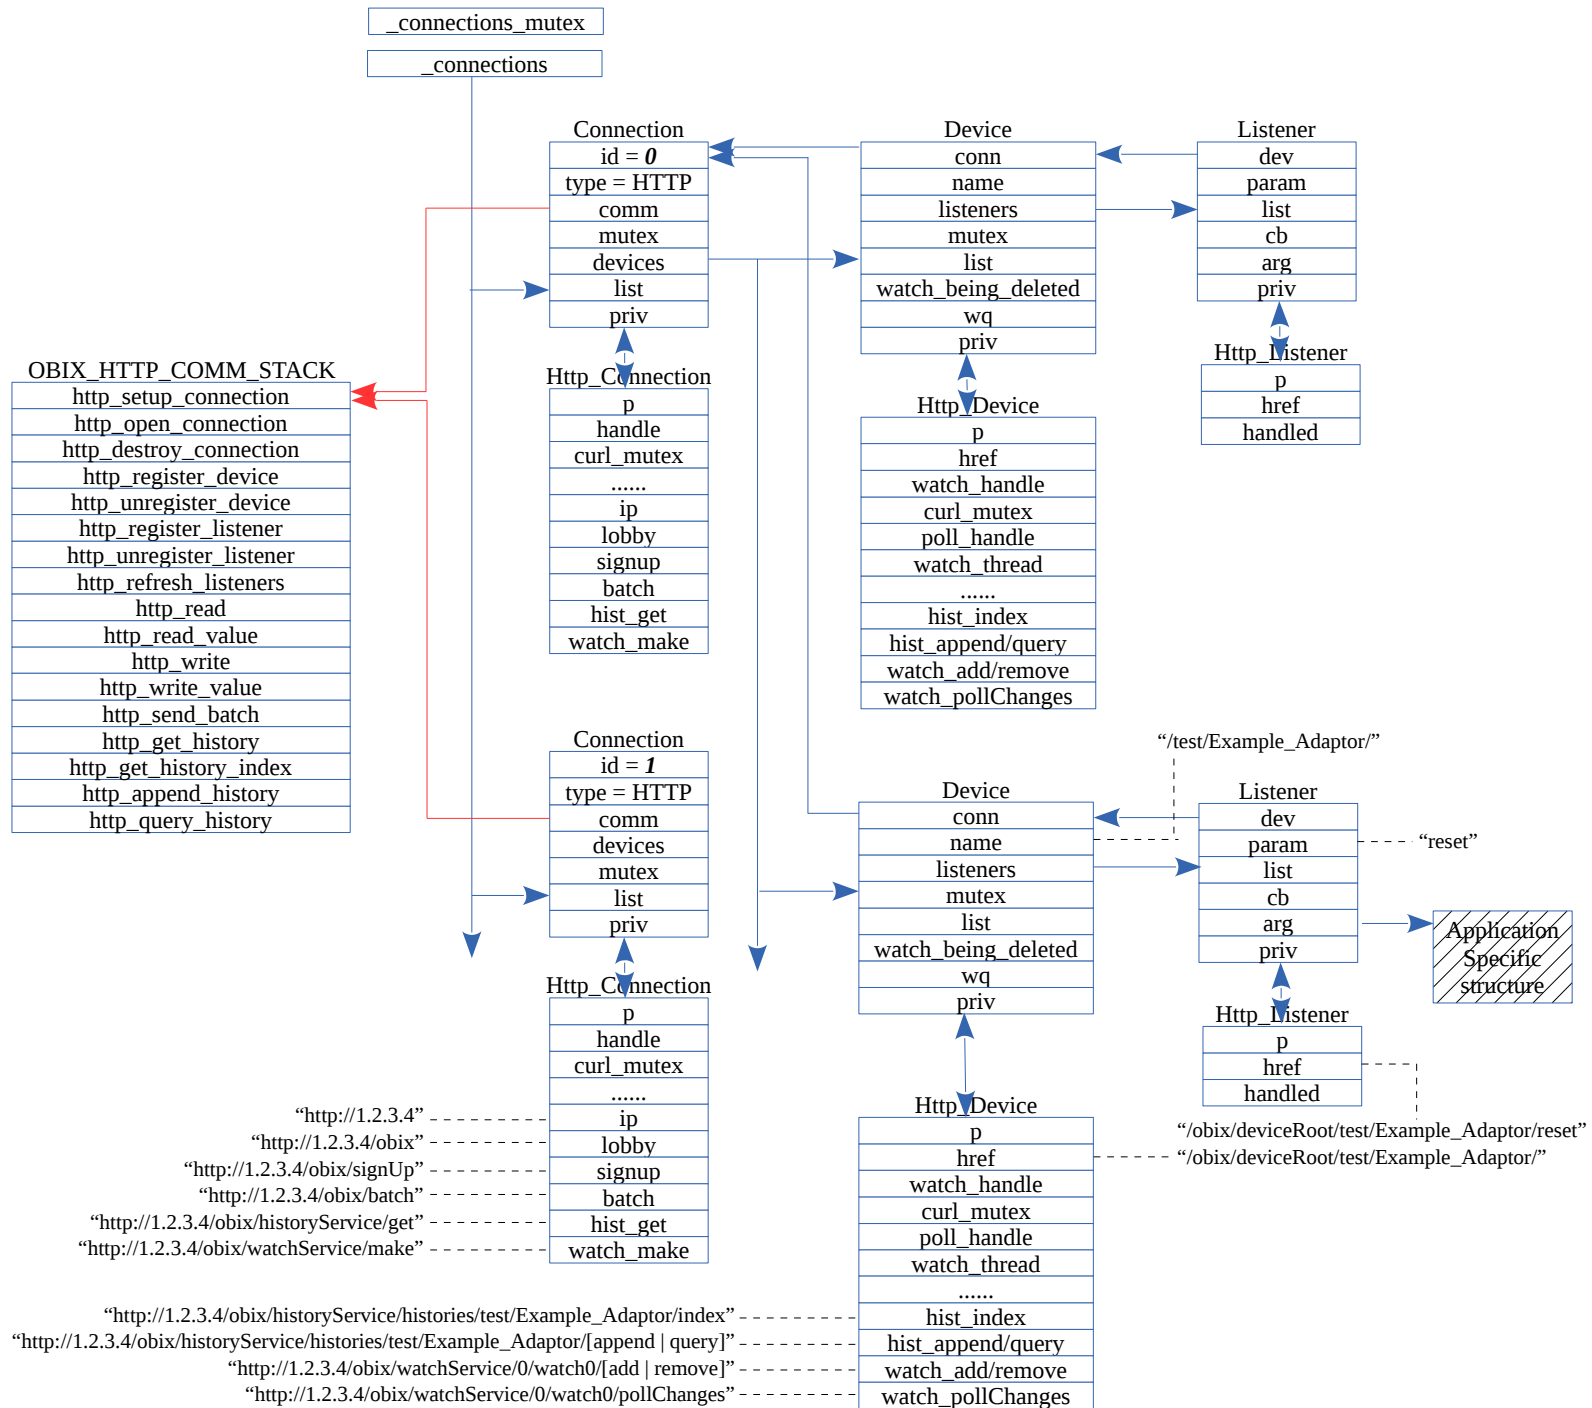 _connections_mutex
_connections
Connection
id = 0
type = HTTP
comm
mutex
devices
list
priv
Device
conn
name
listeners
mutex
list
watch_being_deleted
wq
priv
Listener
dev
param
list
cb
arg
priv
Http_Listener
p
href
handled
OBIX_HTTP_COMM_STACK
http_setup_connection
http_open_connection
http_destroy_connection
http_register_device
http_unregister_device
http_register_listener
http_unregister_listener
http_refresh_listeners
http_read
http_read_value
http_write
http_write_value
http_send_batch
http_get_history
http_get_history_index
http_append_history
http_query_history
Http_Connection
p
handle
curl_mutex
......
ip
lobby
signup
batch
hist_get
watch_make
Http_Device
p
href
watch_handle
curl_mutex
poll_handle
watch_thread
......
hist_index
hist_append/query
watch_add/remove
watch_pollChanges
Connection
id = 1
type = HTTP
comm
devices
mutex
list
priv
“/test/Example_Adaptor/”
Device
conn
name
listeners
mutex
list
watch_being_deleted
wq
priv
Listener
dev
param
list
cb
arg
priv
“reset”
Application
Specific
structure
Http_Listener
p
href
handled
“/obix/deviceRoot/test/Example_Adaptor/reset”
“/obix/deviceRoot/test/Example_Adaptor/”
Http_Connection
p
handle
curl_mutex
......
ip
lobby
signup
batch
hist_get
watch_make
“http://1.2.3.4”
“http://1.2.3.4/obix”
“http://1.2.3.4/obix/signUp”
“http://1.2.3.4/obix/batch”
“http://1.2.3.4/obix/historyService/get”
“http://1.2.3.4/obix/watchService/make”
Http_Device
p
href
watch_handle
curl_mutex
poll_handle
watch_thread
......
hist_index
hist_append/query
watch_add/remove
watch_pollChanges
“http://1.2.3.4/obix/historyService/histories/test/Example_Adaptor/index”
“http://1.2.3.4/obix/historyService/histories/test/Example_Adaptor/[append | query]”
“http://1.2.3.4/obix/watchService/0/watch0/[add | remove]”
“http://1.2.3.4/obix/watchService/0/watch0/pollChanges”